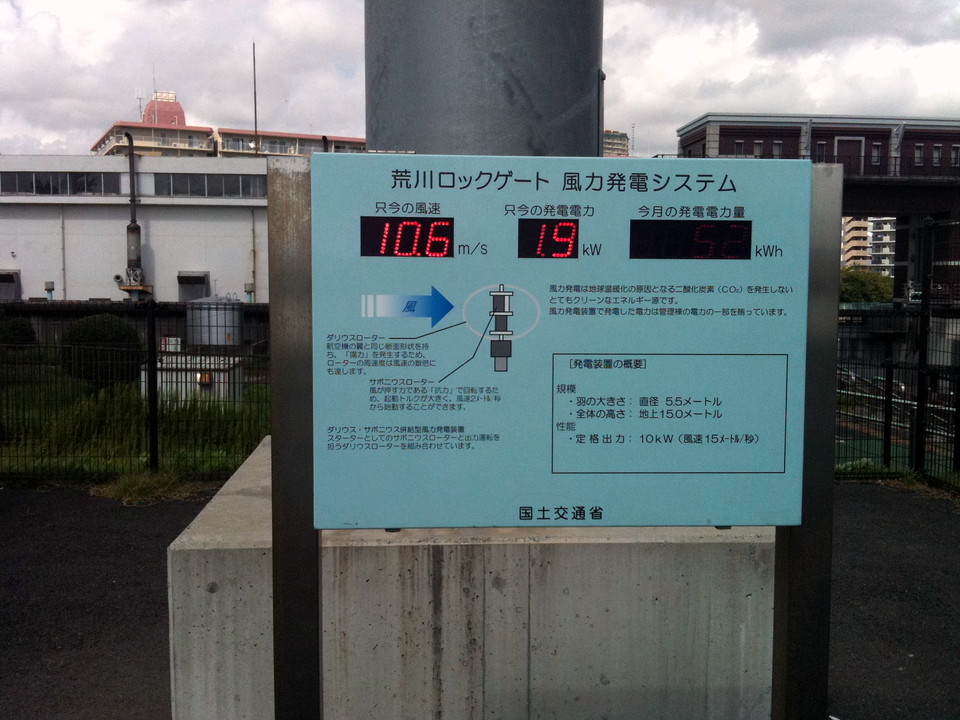 荒川ロックゲート 風力発電システム
只今の風速 只今の発電電力 今月の発電電力量
10.6 m/s 1.9 kW 52 kWh
風
風力発電は地球温暖化の原因となる二酸化炭素（CO₂）を発生しない
とてもクリーンなエネルギー源です。
風力発電装置で発電した電力は管理棟の電力の一部を賄っています。
ダリウスローター
航空機の翼と同じ断面形状を持
ち、「揚力」を発生するため、
ローターの周速度は風速の数倍に
も達します。
サボニウスローター
風が押す力である「抗力」で回転するた
め、起動トルクが大きく、風速2メートル/秒
から始動することができます。
ダリウス・サボニウス併結型風力発電装置
スターターとしてのサボニウスローターと出力運転を
担うダリウスローターを組み合わせています。
［発電装置の概要］
規模
・羽の大きさ： 直径 5.5メートル
・全体の高さ： 地上15.0メートル
性能
・定格出力： 10kW（風速15メートル/秒）
国土交通省